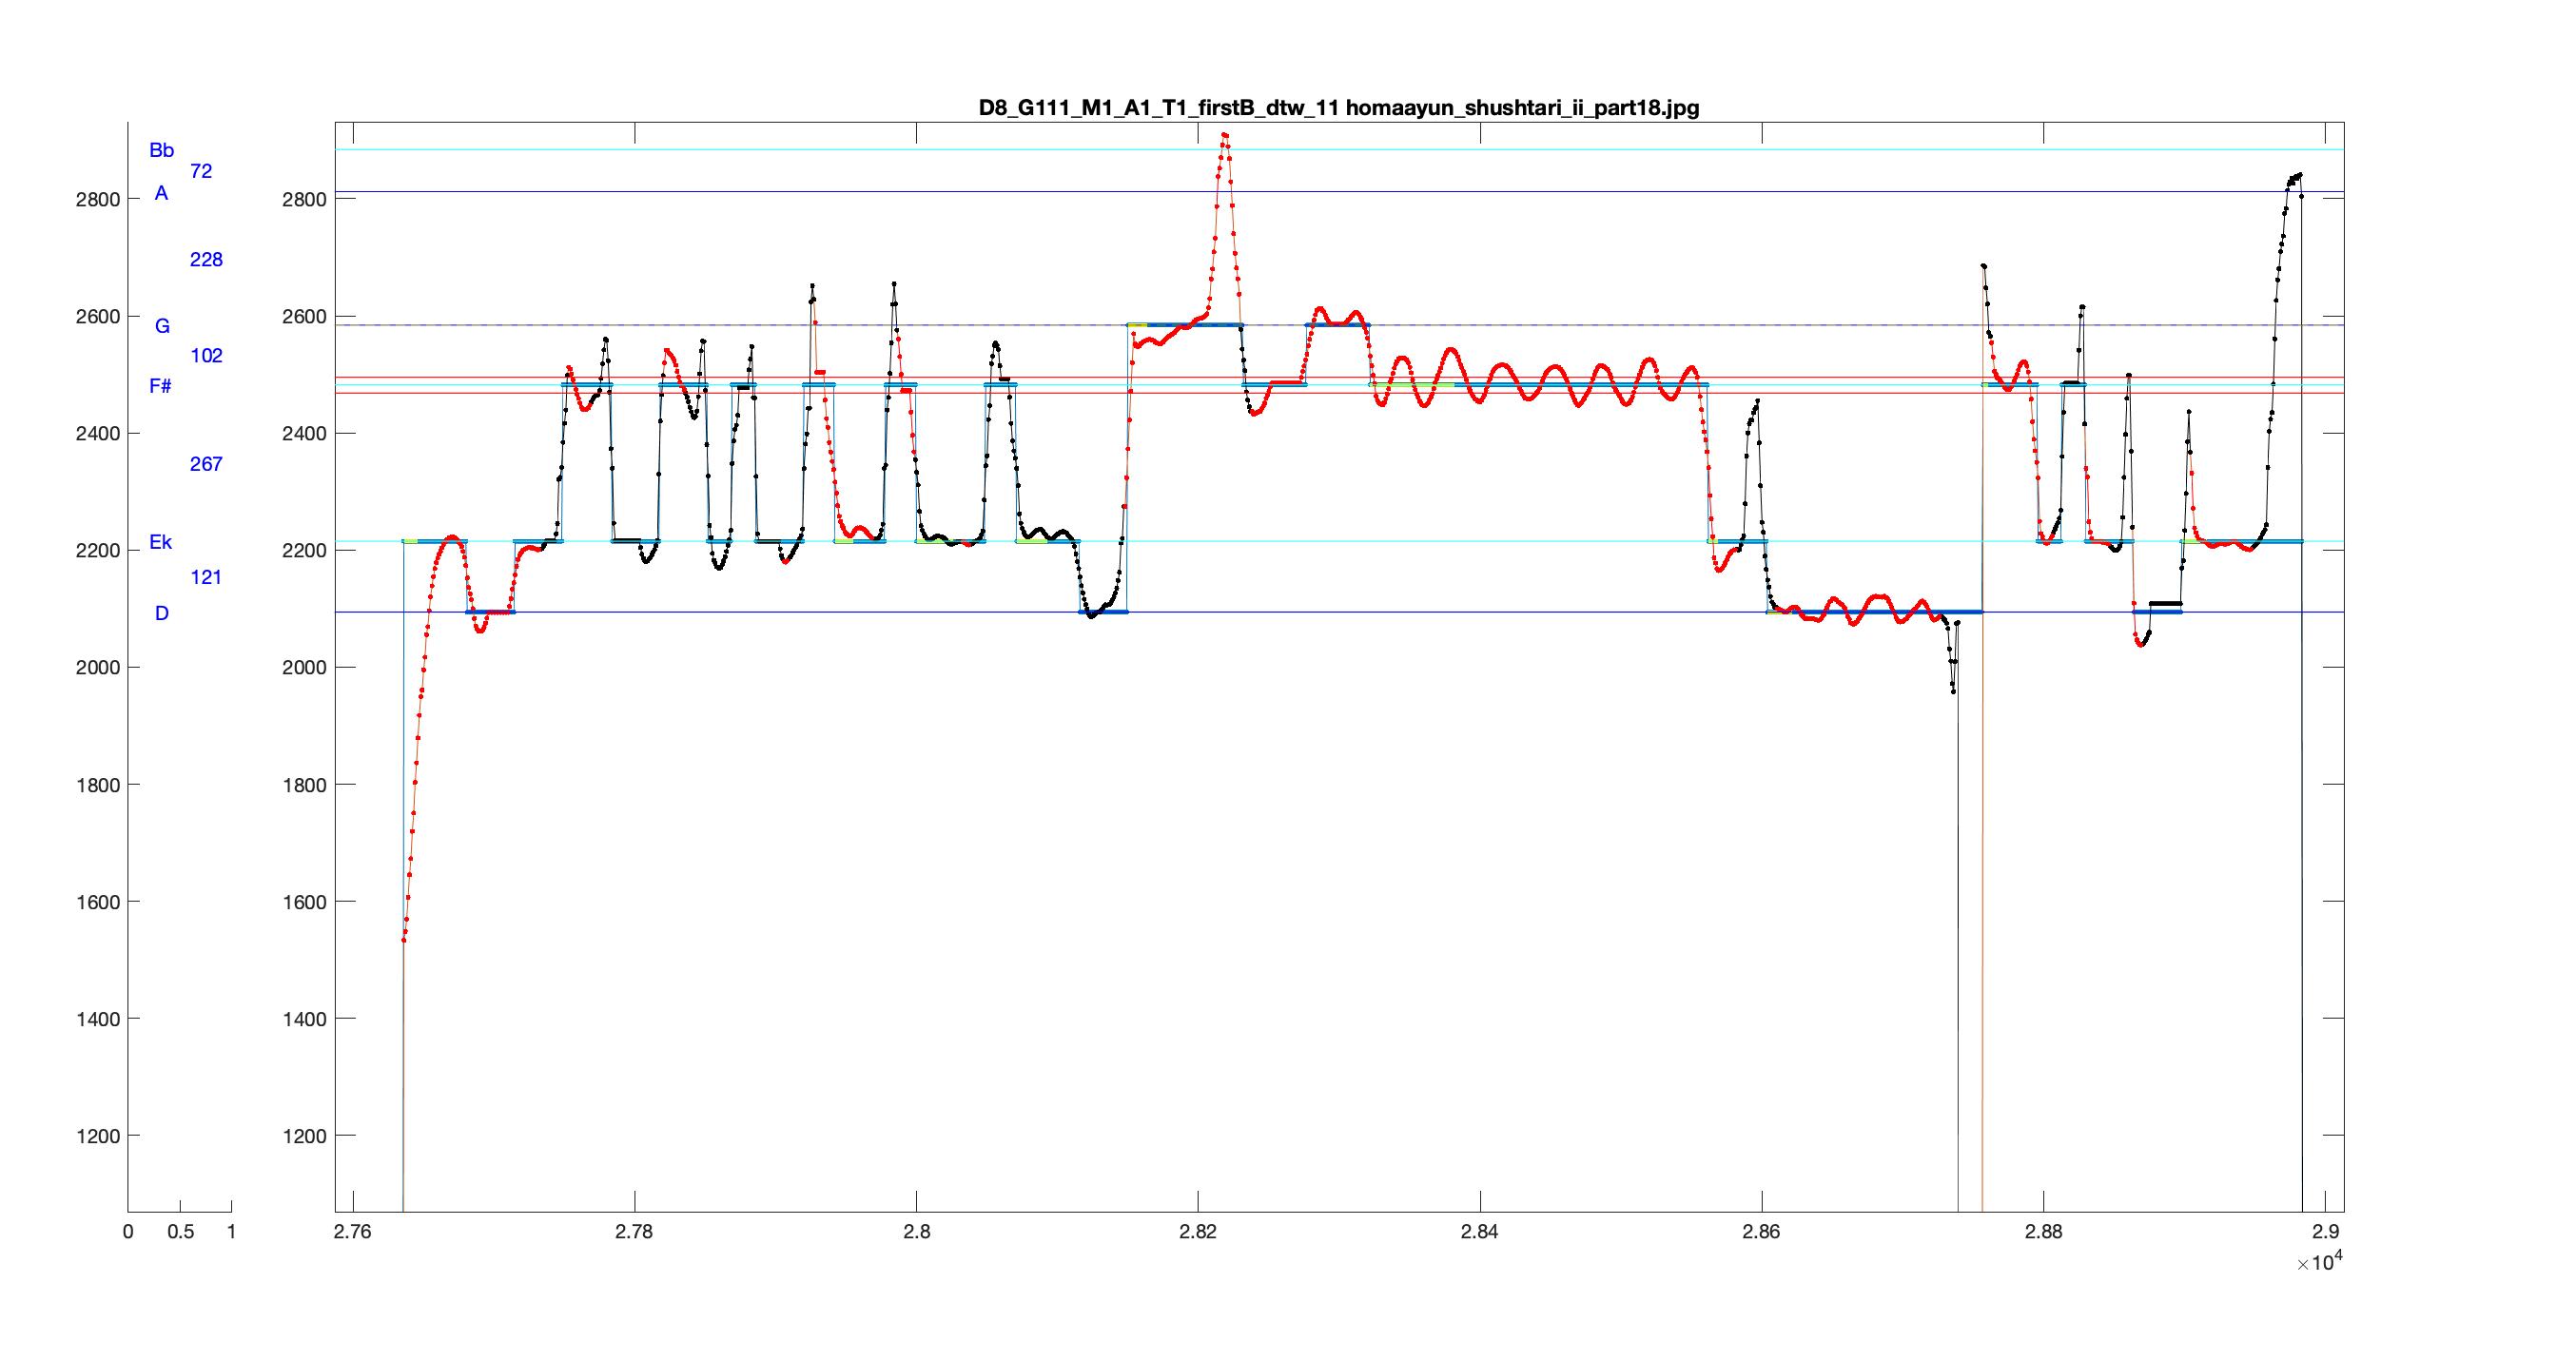 D8_G111_M1_A1_T1_firstB_dtw_11 homaayun_shushtari_ii_part18.jpg
Bb
72
A
2800 2800
228
2600 G 2600
102
F#
2400 2400
267
Ek
2200 2200
121
D
2000 2000
1800 1800
1600 1600
1400 1400
1200 1200
0 0.5 1 2.76 2.78 2.8 2.82 2.84 2.86 2.88 2.9
×10^4